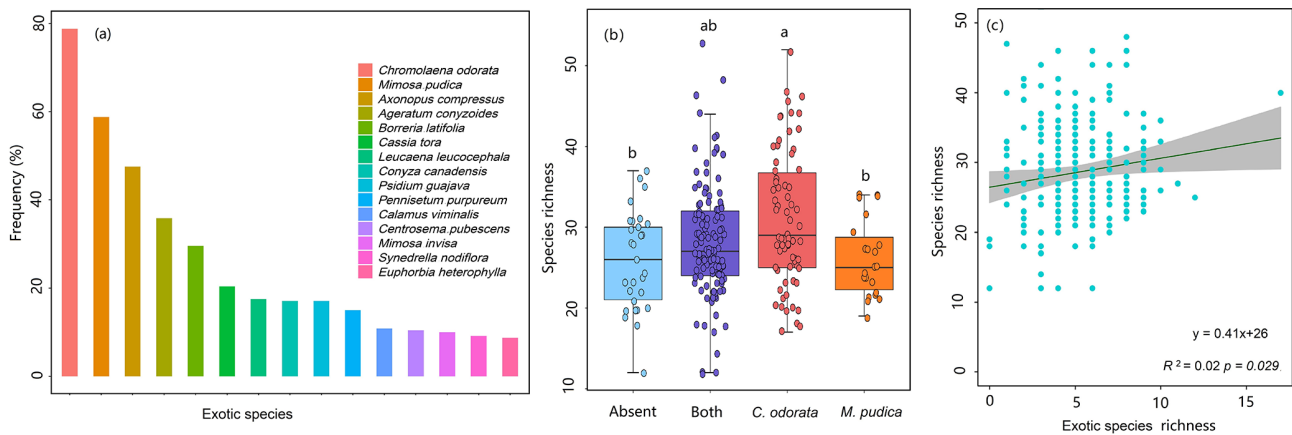 (a)
80
60
40
20
0
Frequency (%)
Exotic species
Chromolaena odorata
Mimosa pudica
Axonopus compressus
Ageratum conyzoides
Borreria latifolia
Cassia tora
Leucaena leucocephala
Conyza canadensis
Psidium guajava
Pennisetum purpureum
Calamus viminalis
Centrosema pubescens
Mimosa invisa
Synedrella nodiflora
Euphorbia heterophylla
(b)
50
40
30
20
10
Species richness
b
ab
a
b
Absent Both C. odorata M. pudica
(c)
50
40
30
20
10
0
Species richness
y = 0.41x+26
R² = 0.02 p = 0.029
0 5 10 15
Exotic species richness